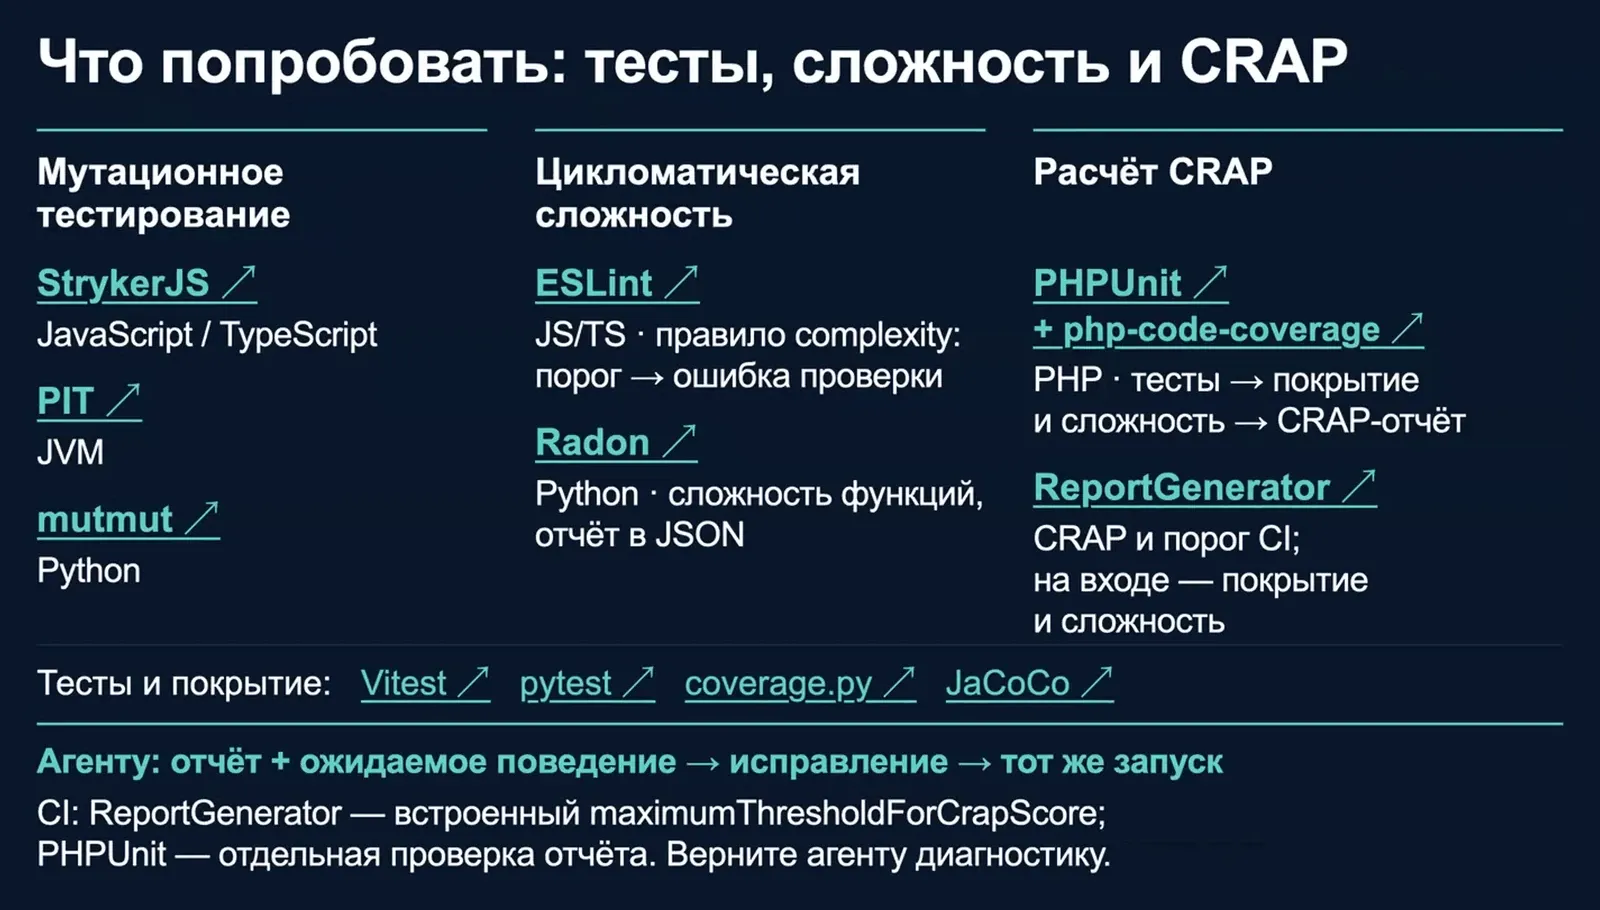 Что попробовать: тесты, сложность и CRAP
Мутационное
тестирование
StrykerJS ↗
JavaScript / TypeScript
PIT ↗
JVM
mutmut ↗
Python
Цикломатическая
сложность
ESLint ↗
JS/TS · правило complexity:
порог → ошибка проверки
Radon ↗
Python · сложность функций,
отчёт в JSON
Расчёт CRAP
PHPUnit ↗
+ php-code-coverage ↗
PHP · тесты → покрытие
и сложность → CRAP-отчёт
ReportGenerator ↗
CRAP и порог CI;
на входе — покрытие
и сложность
Тесты и покрытие: Vitest ↗ pytest ↗ coverage.py ↗ JaCoCo ↗
Агенту: отчёт + ожидаемое поведение → исправление → тот же запуск
CI: ReportGenerator — встроенный maximumThresholdForCrapScore;
PHPUnit — отдельная проверка отчёта. Верните агенту диагностику.